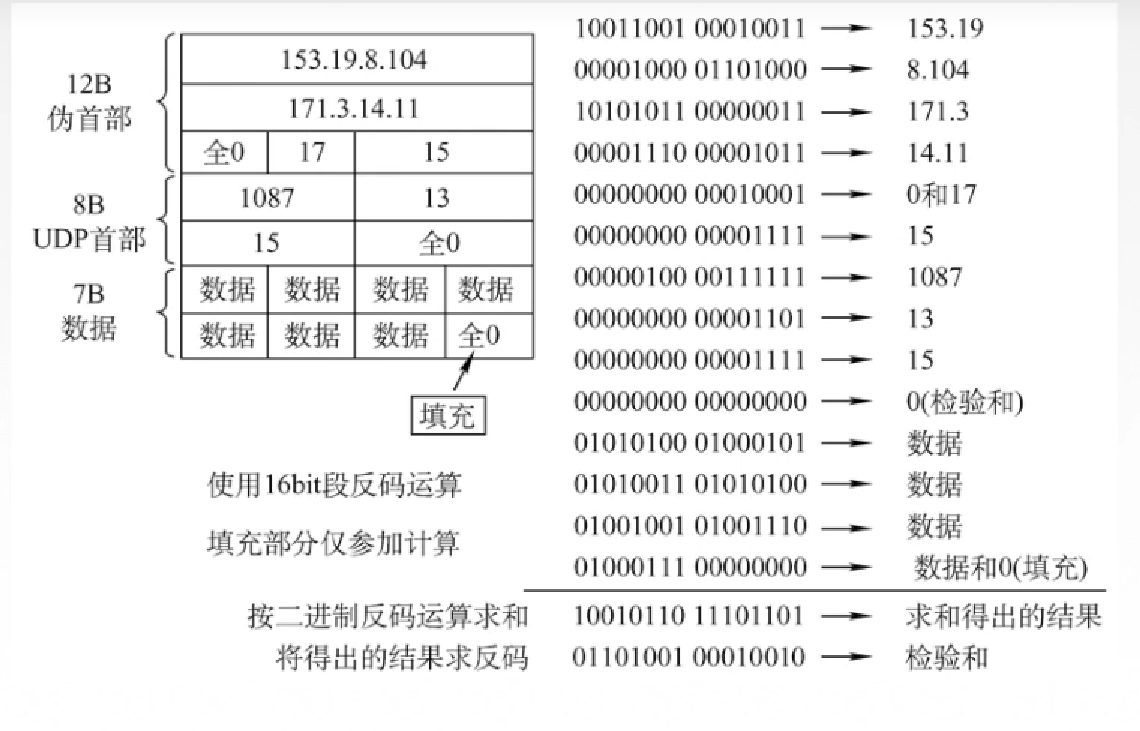 12B
伪首部
153.19.8.104
171.3.14.11
全0 17 15
8B
UDP首部
1087 13
15 全0
7B
数据
数据 数据 数据 数据
数据 数据 数据 全0
填充
使用16bit段反码运算
填充部分仅参加计算
10011001 00010011 → 153.19
00001000 01101000 → 8.104
10101011 00000011 → 171.3
00001110 00001011 → 14.11
00000000 00010001 → 0和17
00000000 00001111 → 15
00000100 00111111 → 1087
00000000 00001101 → 13
00000000 00001111 → 15
00000000 00000000 → 0(检验和)
01010100 01000101 → 数据
01010011 01010100 → 数据
01001001 01001110 → 数据
01000111 00000000 → 数据和0(填充)
按二进制反码运算求和 10010110 11101101 → 求和得出的结果
将得出的结果求反码 01101001 00010010 → 检验和